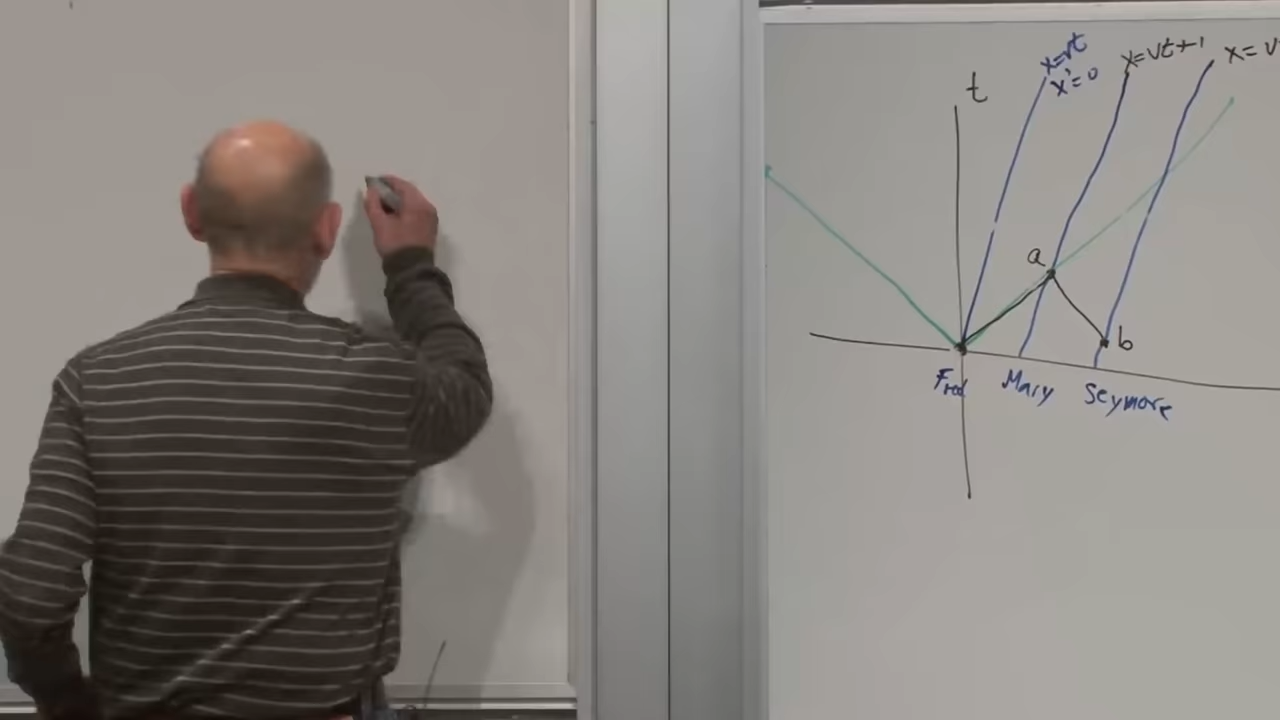 x=vt
x'=0
x=vt+1
x=v
t
a
b
Fred
Mary
Seymore